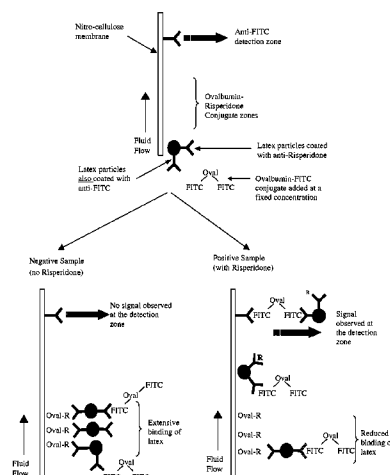 Nitro-cellulose
membrane
Anti-FITC
detection zone
Ovalbumin-
Risperidone
Conjugate zones
Fluid
Flow
Latex particles coated
with anti-Risperidone
Latex particles
also coated with
anti-FITC
Oval
FITC FITC
Ovalbumin-FITC
conjugate added at a
fixed concentration
Negative Sample
(no Risperidone)
No signal observed
at the detection
zone
FITC
Oval
FITC
Oval-R
Oval-R
Oval-R
Extensive
binding of
latex
Oval
FITC FITC
Fluid
Flow
Positive Sample
(with Risperidone)
R
Oval
FITC FITC
Signal
observed at
the detection
zone
R
Oval
FITC FITC
Oval-R
Oval-R
Oval-R
Oval
FITC FITC
Reduced
binding of
latex
Fluid
Flow